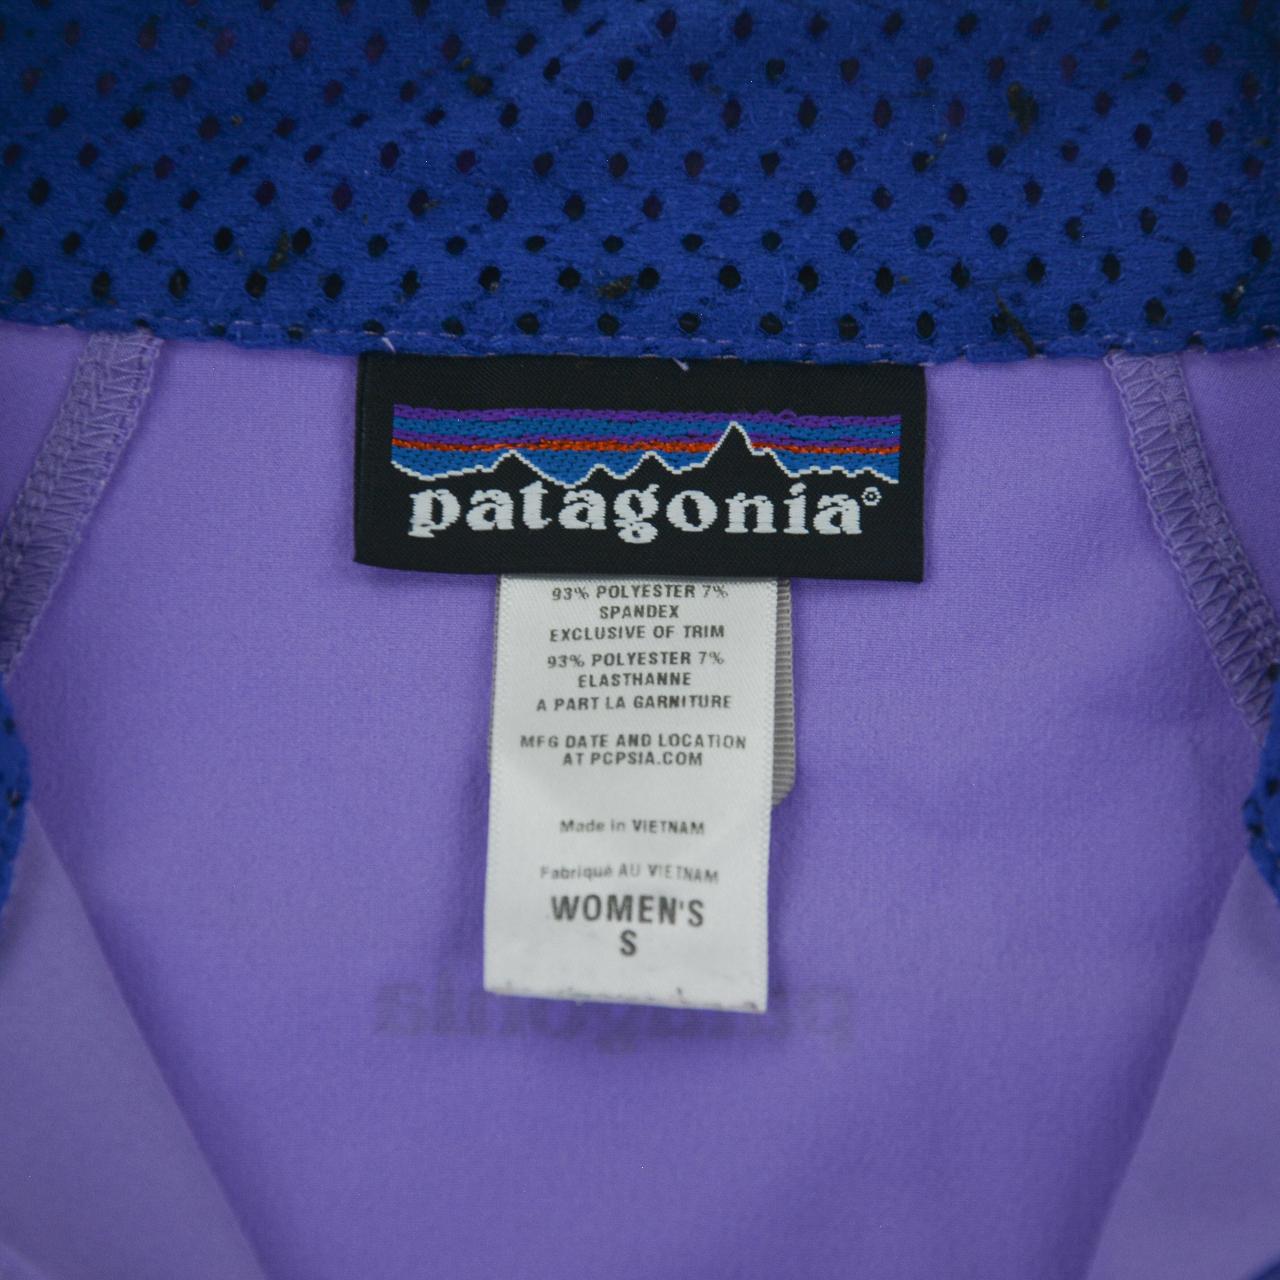 patagonia®
93% POLYESTER 7%
SPANDEX
EXCLUSIVE OF TRIM
93% POLYESTER 7%
ELASTHANNE
A PART LA GARNITURE
MFG DATE AND LOCATION
AT PCPSIA.COM
Made in VIETNAM
Fabriqué AU VIETNAM
WOMEN'S
S
patagonia